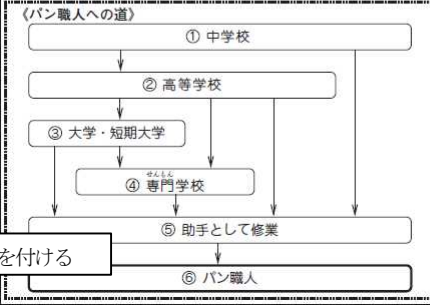 《パン職人への道》
① 中学校
② 高等学校
③ 大学・短期大学
せんもん
④ 専門学校
⑤ 助手として修業
を付ける
⑥ パン職人